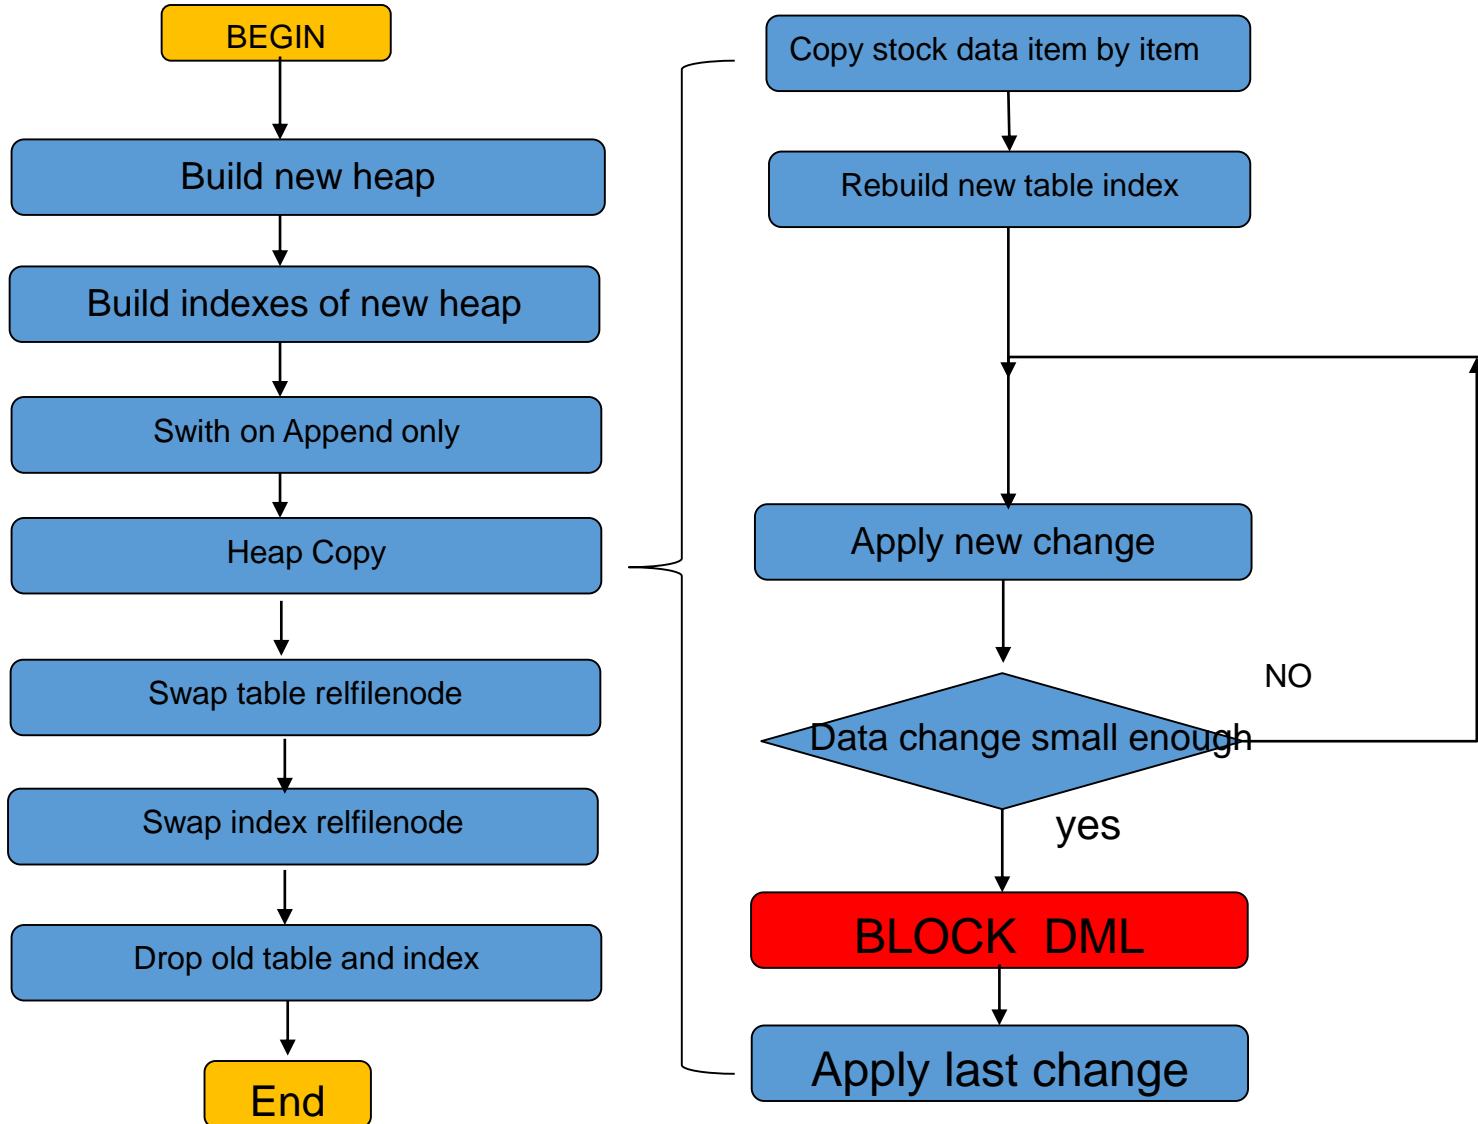 BEGIN
Build new heap
Build indexes of new heap
Swith on Append only
Heap Copy
Swap table relfilenode
Swap index relfilenode
Drop old table and index
End
Copy stock data item by item
Rebuild new table index
Apply new change
Data change small enough
NO
yes
BLOCK DML
Apply last change